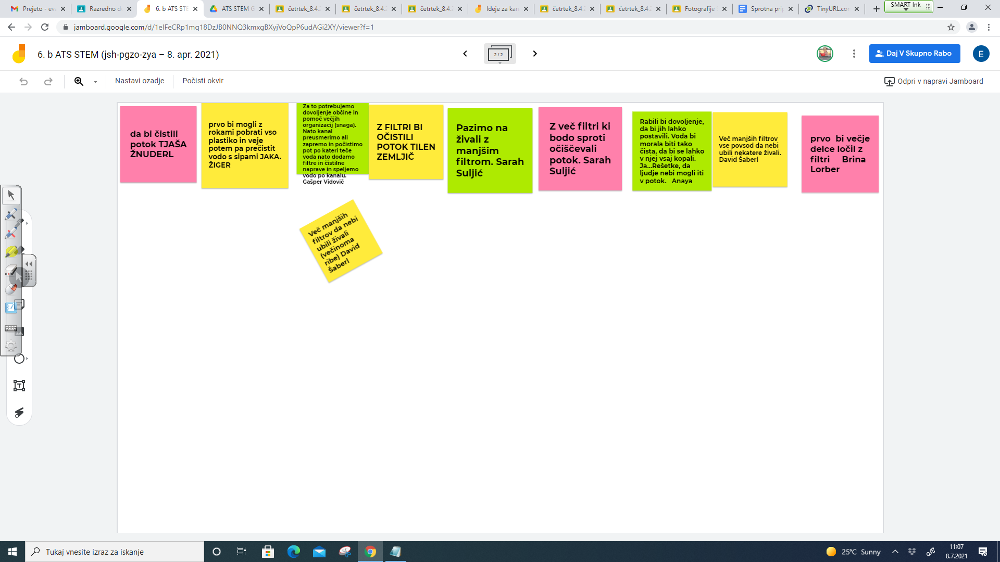 Prejeto - ev
Razredno d
6. b ATS STE
ATS STEM G
četrtek_8.4.
četrtek_8.4.
četrtek_8.4.
Ideje za kan
četrtek_8.4.
četrtek_8.4.
Fotografije
Sprotna prip
TinyURL.co
SMART Ink
jamboard.google.com/d/1elFeCRp1mq18DzJB0NNQ3kmxgBXyjVoQpP6udAGi2XY/viewer?f=1
6. b ATS STEM (jsh-pgzo-zya – 8. apr. 2021)
2 / 2
Daj V Skupno Rabo
E
Nastavi ozadje
Počisti okvir
Odpri v napravi Jamboard
da bi čistili
potok TJAŠA
ŽNUDERL
prvo bi mogli z
rokami pobrati vso
plastiko in veje
potem pa prečistit
vodo s sipami JAKA.
ŽIGER
Za to potrebujemo
dovoljenje občine in
pomoč večjih
organizacij (snaga).
Nato kanal
preusmerimo ali
zapremo in počistimo
pot po kateri teče
voda nato dodamo
filtre in čistilne
naprave in speljemo
vodo po kanalu.
Gašper Vidovič
Z FILTRI BI
OČISTILI
POTOK TILEN
ZEMLJIČ
Pazimo na
živali z
manjšim
filtrom. Sarah
Suljić
Z več filtri ki
bodo sproti
očiščevali
potok. Sarah
Suljić
Rabili bi dovoljenje,
da bi jih lahko
postavili. Voda bi
morala biti tako
čista, da bi se lahko
v njej vsaj kopali.
Ja...Rešetke, da
ljudje nebi mogli iti
v potok. Anaya
Več manjših filtrov
vse povsod da nebi
ubili nekatere živali.
David Šaberl
prvo bi večje
delce ločil z
filtri Brina
Lorber
Več manjših
filtrov da nebi
ubili živali
(večinoma
ribe) David
Šaberl
Tukaj vnesite izraz za iskanje
25°C Sunny
11:07
8.7.2021